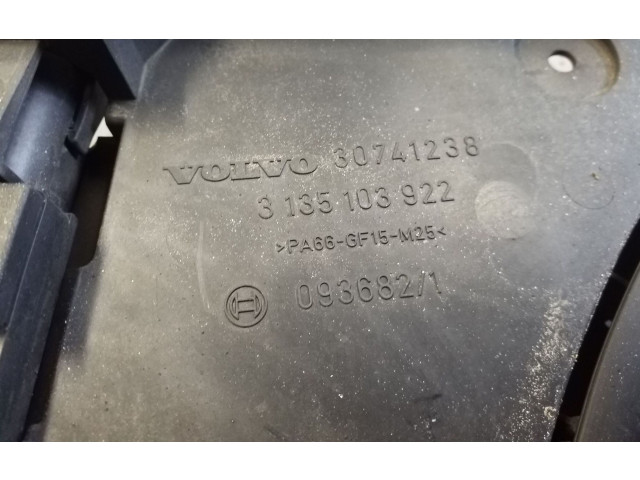 VOLVO 30741238
3 135 103 922
>PA66-GF15-M25<
093682/1